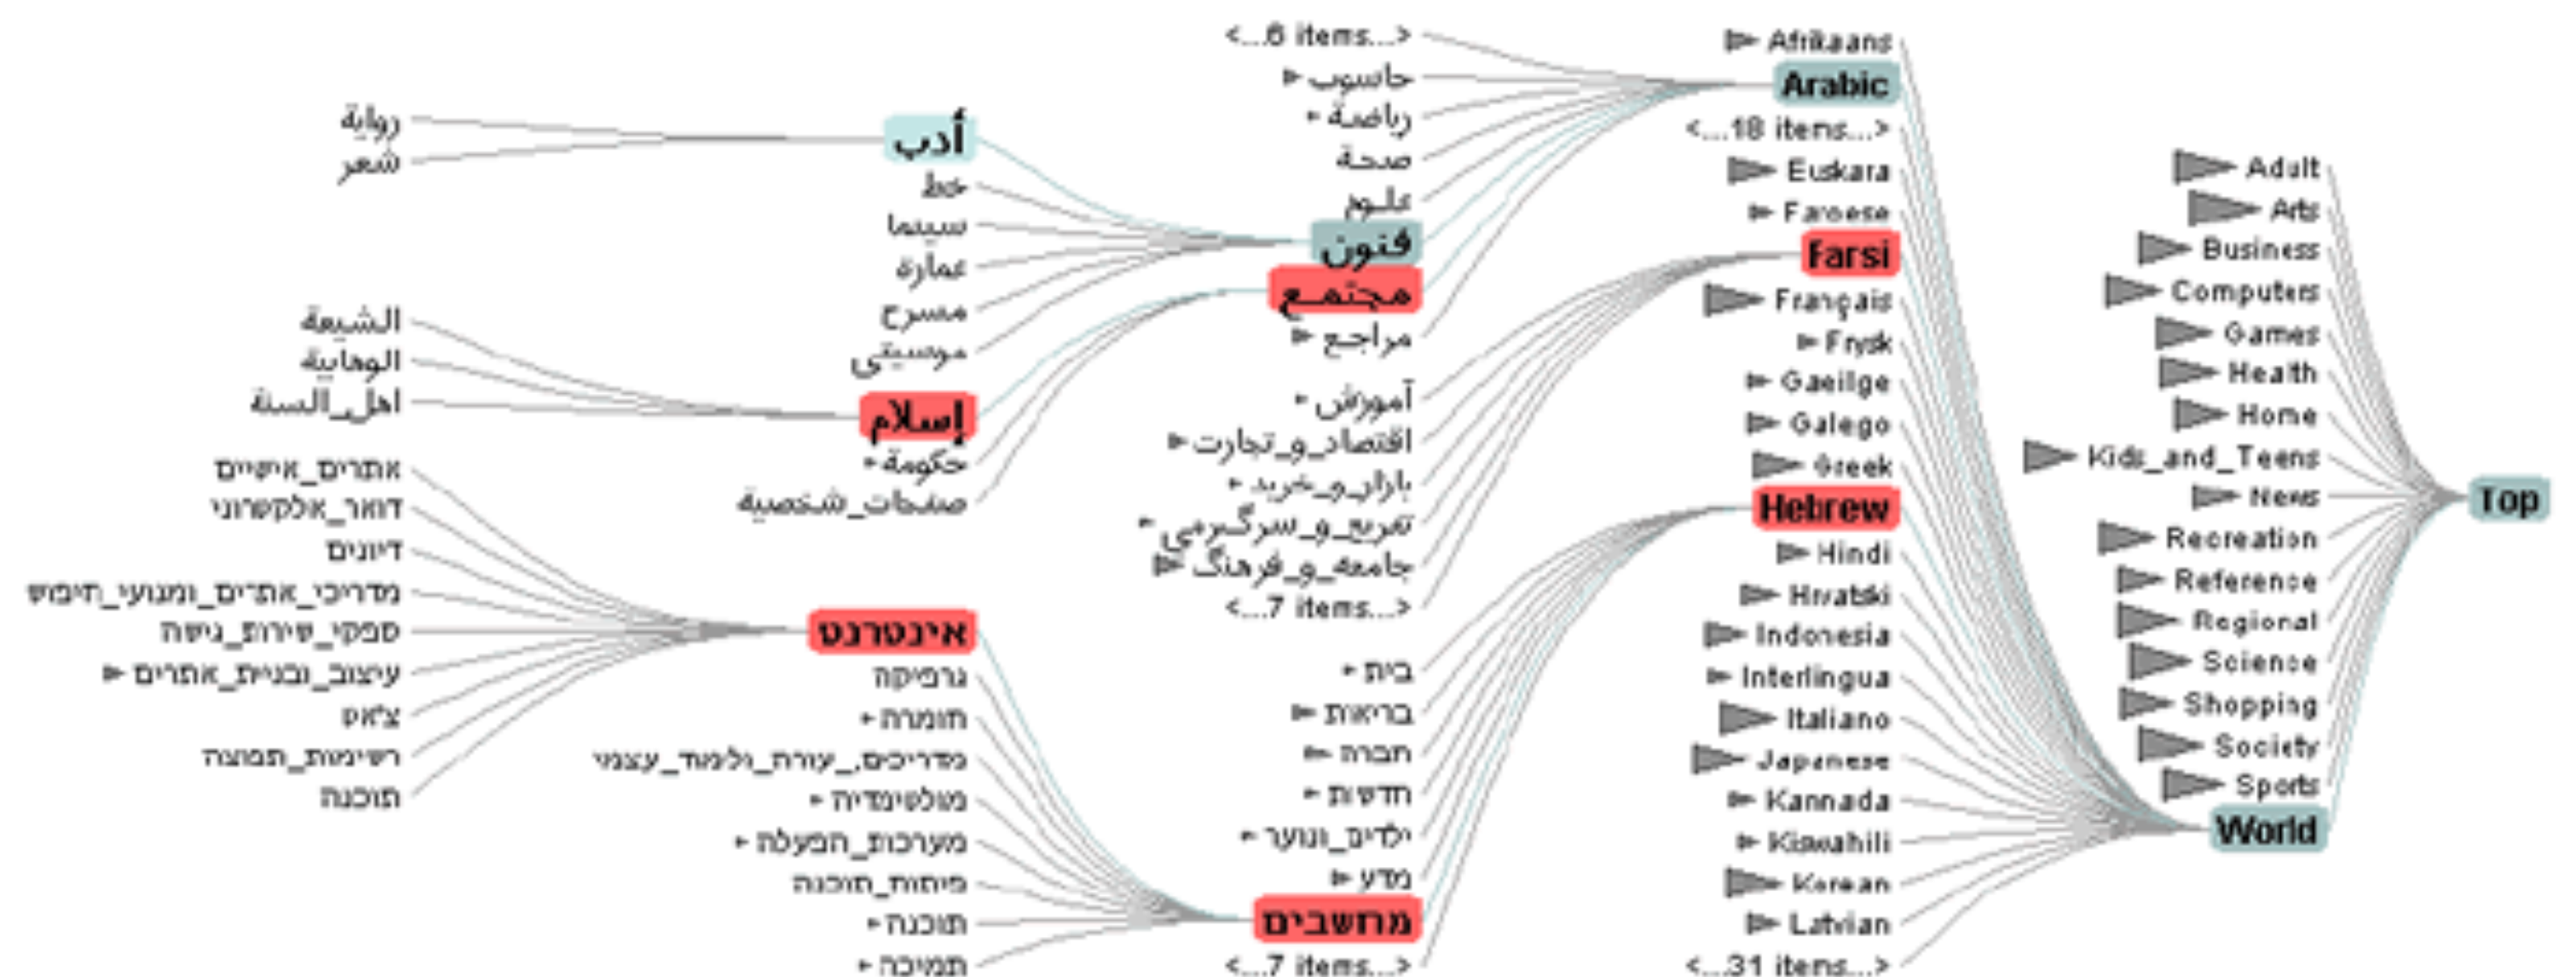 Top
Adult
Arts
Business
Computers
Games
Health
Home
Kids_and_Teens
News
Recreation
Reference
Regional
Science
Shopping
Society
Sports
World
Afrikaans
Arabic
<...18 items...>
Euskara
Faroese
Farsi
Français
Frysk
Gaeilge
Galego
Greek
Hebrew
Hindi
Hrvatski
Indonesia
Interlingua
Italiano
Japanese
Kannada
Kiswahili
Korean
Latvian
<...31 items...>
<...6 items...>
حاسوب
رياضة
صحة
علوم
فنون
مجتمع
مراجع
آموزش
اقتصاد_و_تجارت
بازار_و_خرید
تفریح_و_سرگرمی
جامعه_و_فرهنگ
<...7 items...>
בית
בריאות
חברה
חדשות
ילדים_ונוער
מדע
מחשבים
<...7 items...>
أدب
خط
سينما
عمارة
مسرح
موسيقى
إسلام
حكومة
صفحات_شخصية
אינטרנט
גרפיקה
חומרה
מדריכים,_עזרה_ולימוד_עצמי
מולטימדיה
מערכות_הפעלה
פיתוח_תוכנה
תוכנה
תמיכה
رواية
شعر
الشيعة
الوهابية
اهل_السنة
אתרים_אישיים
דואר_אלקטרוני
דיונים
מדריכי_אתרים_ומנועי_חיפוש
ספקי_שירות_גישה
עיצוב_ובניית_אתרים
צ'אט
רשימות_תפוצה
תוכנה